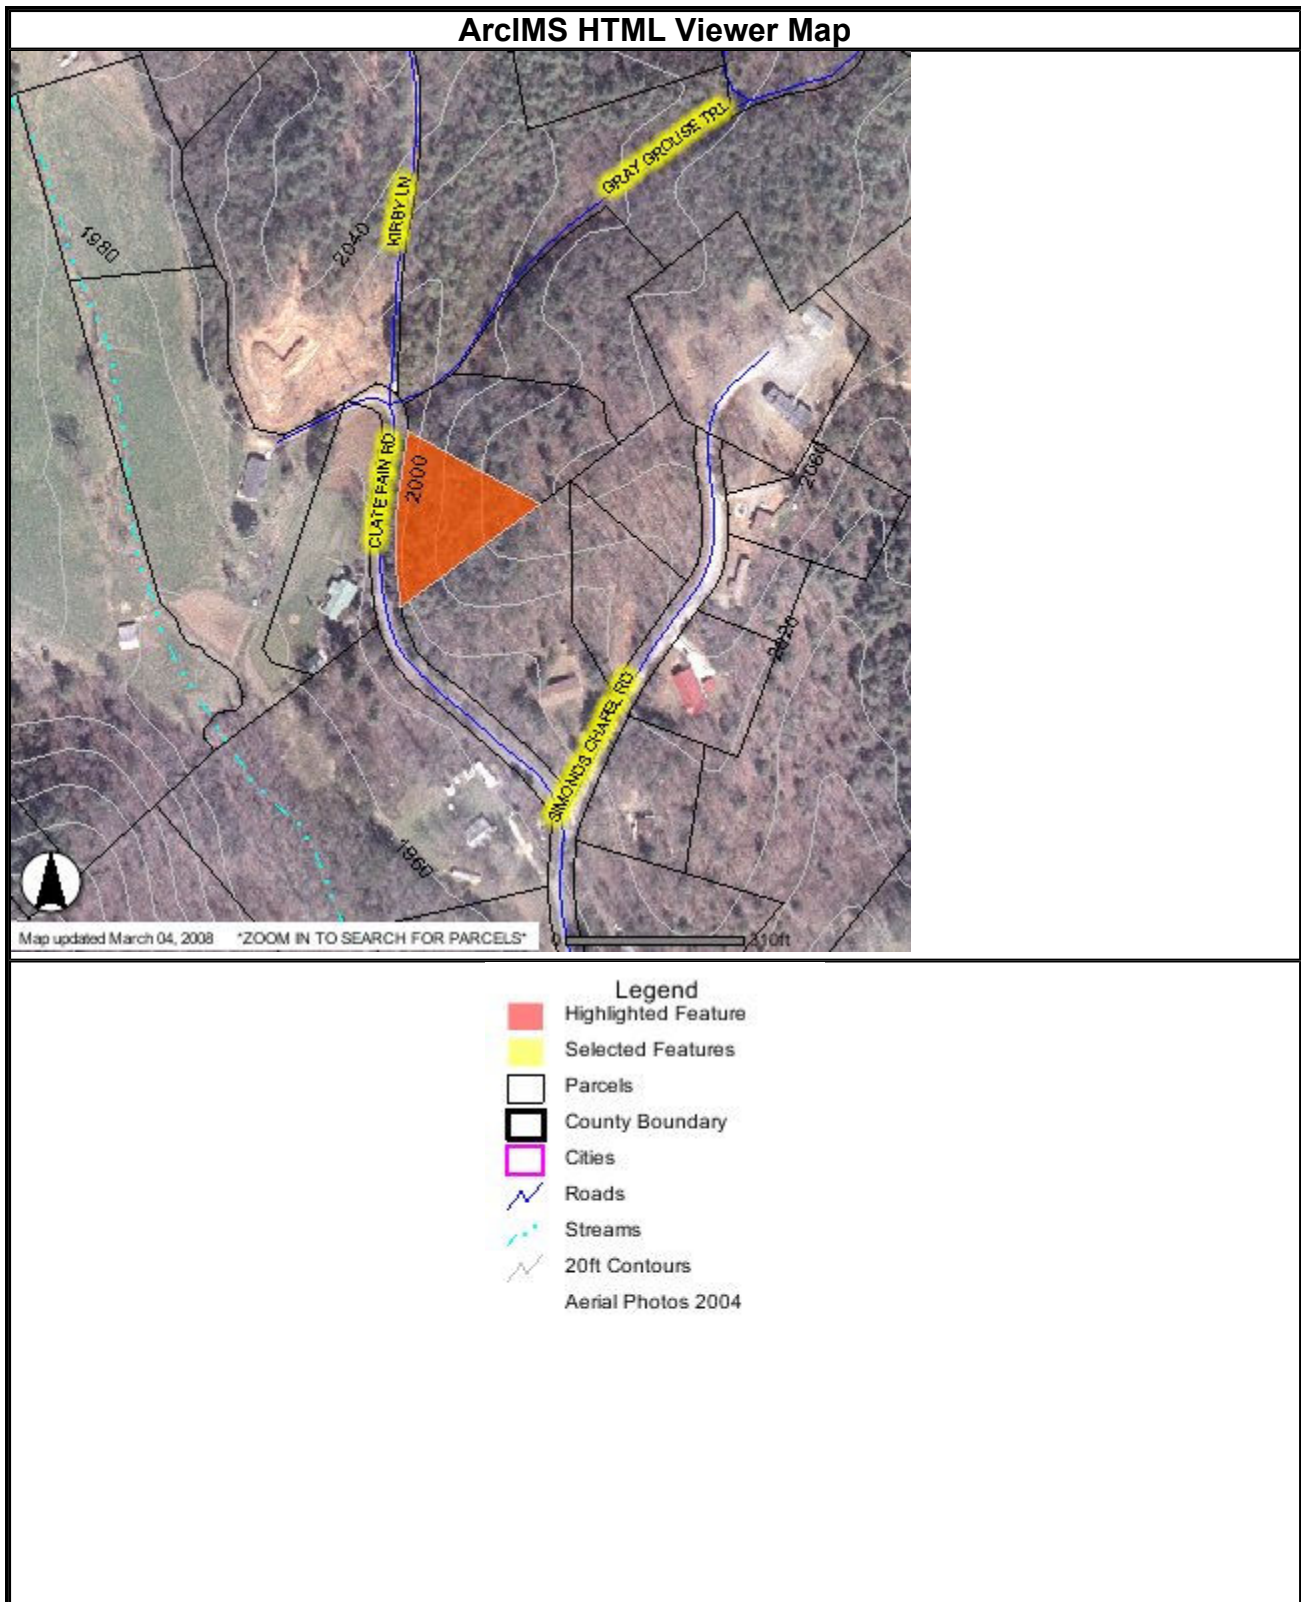 ArcIMS HTML Viewer Map
GRAY GROUSE TRL
KIRBY LN
2040
1980
CLATE PAIN RD
2000
2060
2020
SIMONDS CHAPEL RD
1960
Map updated March 04, 2008 *ZOOM IN TO SEARCH FOR PARCELS*
0 310ft
Legend
Highlighted Feature
Selected Features
Parcels
County Boundary
Cities
Roads
Streams
20ft Contours
Aerial Photos 2004